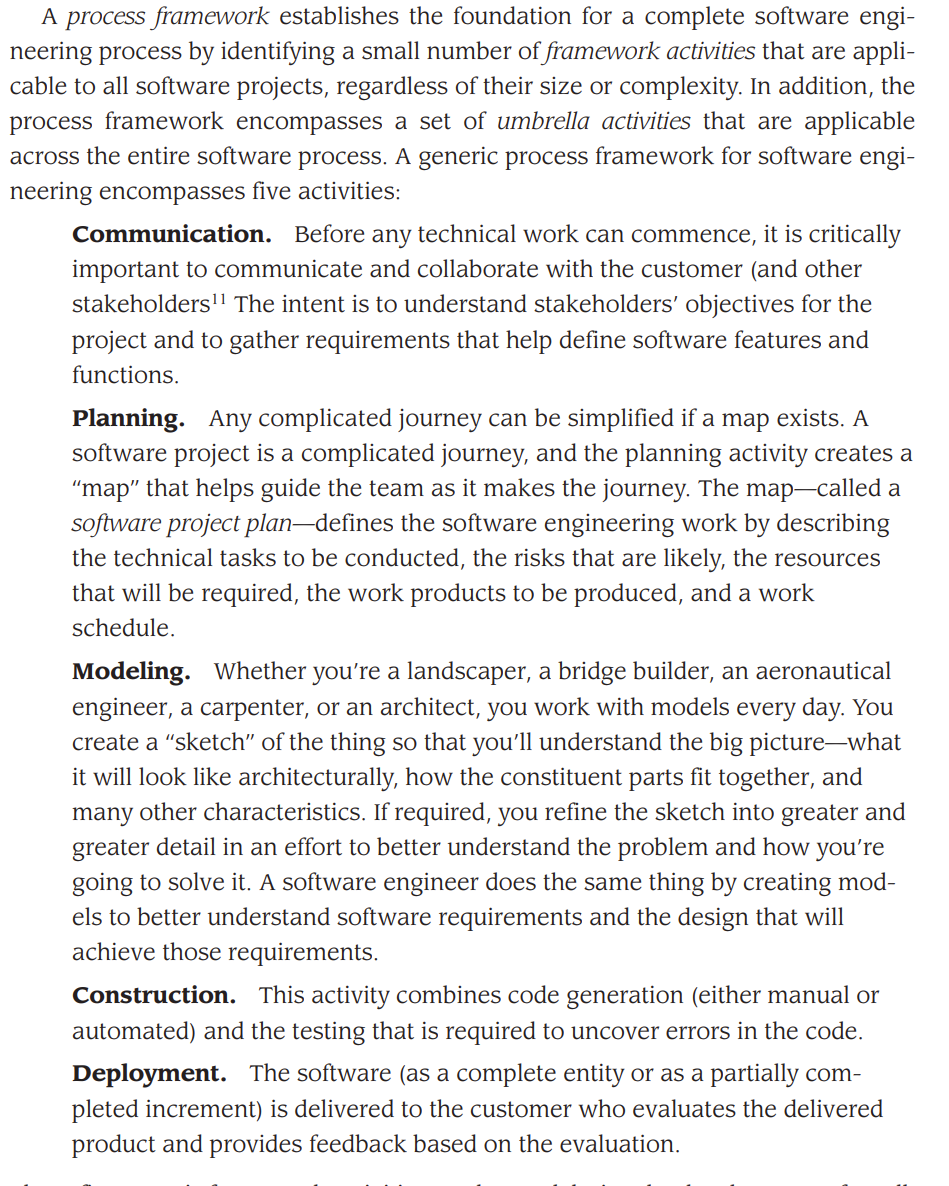 A process framework establishes the foundation for a complete software engi-
neering process by identifying a small number of framework activities that are appli-
cable to all software projects, regardless of their size or complexity. In addition, the
process framework encompasses a set of umbrella activities that are applicable
across the entire software process. A generic process framework for software engi-
neering encompasses five activities:
Communication. Before any technical work can commence, it is critically
important to communicate and collaborate with the customer (and other
stakeholders¹¹ The intent is to understand stakeholders’ objectives for the
project and to gather requirements that help define software features and
functions.
Planning. Any complicated journey can be simplified if a map exists. A
software project is a complicated journey, and the planning activity creates a
“map” that helps guide the team as it makes the journey. The map—called a
software project plan—defines the software engineering work by describing
the technical tasks to be conducted, the risks that are likely, the resources
that will be required, the work products to be produced, and a work
schedule.
Modeling. Whether you’re a landscaper, a bridge builder, an aeronautical
engineer, a carpenter, or an architect, you work with models every day. You
create a “sketch” of the thing so that you’ll understand the big picture—what
it will look like architecturally, how the constituent parts fit together, and
many other characteristics. If required, you refine the sketch into greater and
greater detail in an effort to better understand the problem and how you’re
going to solve it. A software engineer does the same thing by creating mod-
els to better understand software requirements and the design that will
achieve those requirements.
Construction. This activity combines code generation (either manual or
automated) and the testing that is required to uncover errors in the code.
Deployment. The software (as a complete entity or as a partially com-
pleted increment) is delivered to the customer who evaluates the delivered
product and provides feedback based on the evaluation.